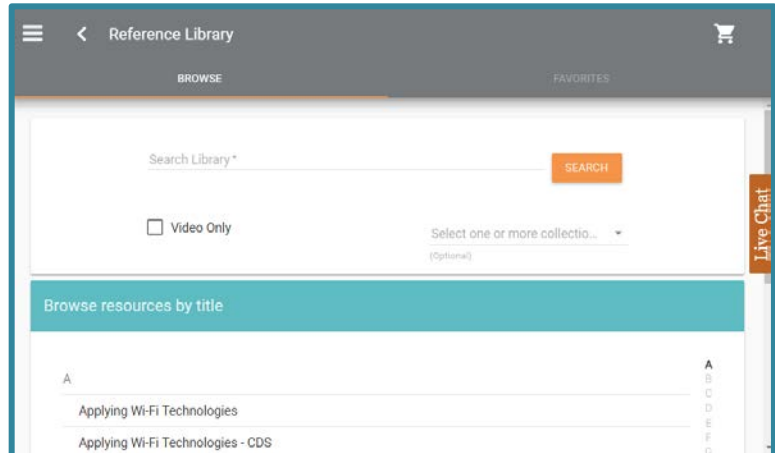 Reference Library
BROWSE
FAVORITES
Search Library*
SEARCH
Video Only
Select one or more collectio...
(Optional)
Live Chat
Browse resources by title
A
Applying Wi-Fi Technologies
Applying Wi-Fi Technologies - CDS
A
B
C
D
E
F
G